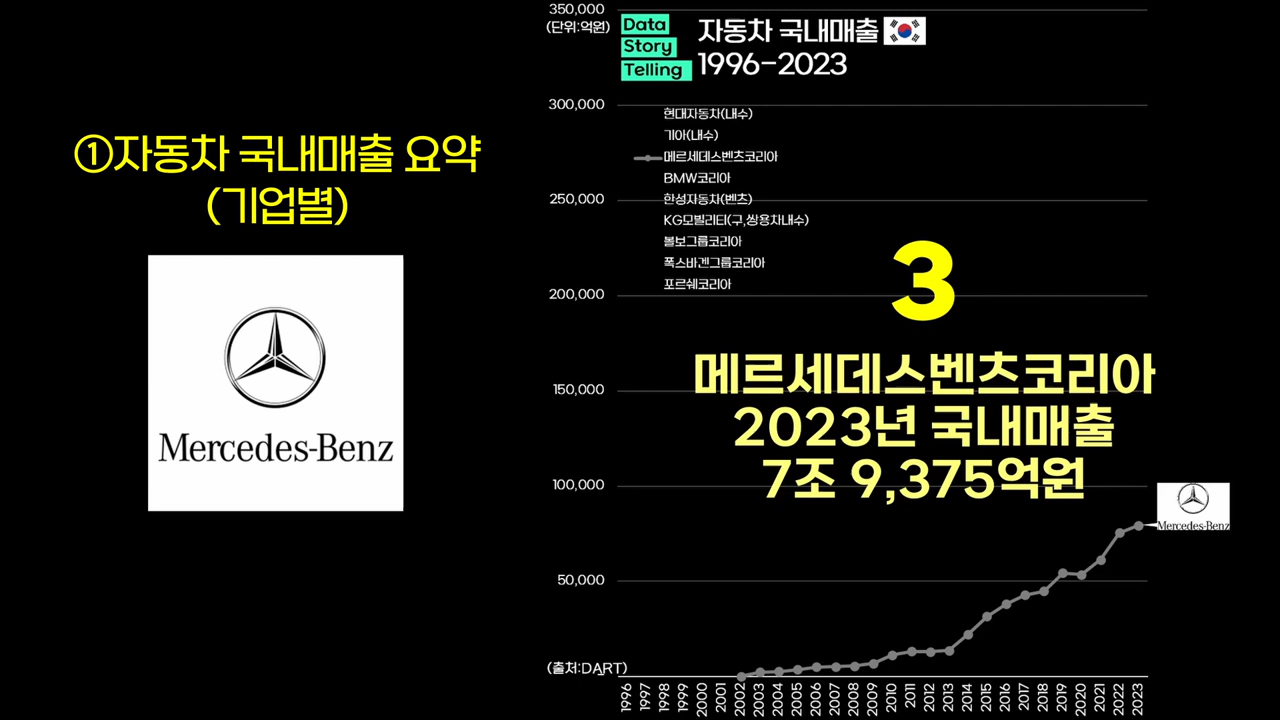 ①자동차 국내매출 요약
(기업별)
Mercedes-Benz
350,000
(단위:억원)
Data
Story
Telling
자동차 국내매출
1996-2023
300,000
현대자동차(내수)
기아(내수)
메르세데스벤츠코리아
BMW코리아
250,000
한성자동차(벤츠)
KG모빌리티(구,쌍용차내수)
볼보그룹코리아
폭스바겐그룹코리아
포르쉐코리아
200,000
3
150,000
메르세데스벤츠코리아
2023년 국내매출
7조 9,375억원
100,000
Mercedes-Benz
50,000
(출처:DART)
1996 1997 1998 1999 2000 2001 2002 2003 2004 2005 2006 2007 2008 2009 2010 2011 2012 2013 2014 2015 2016 2017 2018 2019 2020 2021 2022 2023